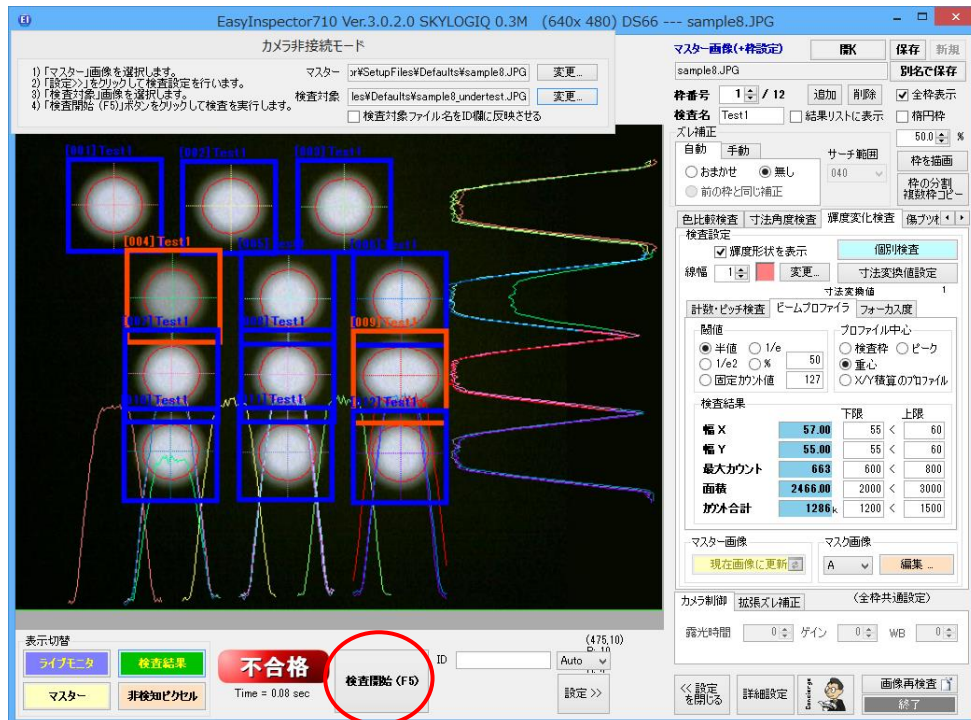 EasyInspector710 Ver.3.0.2.0 SKYLOGIQ 0.3M (640x 480) DS66 --- sample8.JPG
カメラ非接続モード
1)「マスター」画像を選択します。
2)「設定>>」をクリックして検査設定を行います。
3)「検査対象」画像を選択します。
4)「検査開始(F5)」ボタンをクリックして検査を実行します。
マスター or¥SetupFiles¥Defaults¥sample8.JPG 変更...
検査対象 les¥Defaults¥sample8_undertest.JPG 変更...
検査対象ファイル名をID欄に反映させる
[001]Test1 [002]Test1 [003]Test1
[004]Test1
[009]Test1
マスター画像(+枠設定) 開く 保存 新規
sample8.JPG 別名で保存
枠番号 1 / 12 追加 削除 全枠表示
検査名 Test1 結果リストに表示 楕円枠
ズレ補正 50.0 %
自動 手動 サーチ範囲 枠を描画
おまかせ 無し 040
前の枠と同じ補正 枠の分割
複数枠コピー
色比較検査 寸法角度検査 輝度変化検査 傷ブツ
検査設定
輝度形状を表示 個別検査
線幅 1 変更... 寸法変換値設定
寸法変換値 1
計数・ピッチ検査 ビームプロファイラ フォーカス度
閾値 プロファイル中心
半値 1/e 検査枠 ピーク
1/e2 % 50 重心
固定カウント値 127 X/Y積算のプロファイル
検査結果 下限 上限
幅 X 57.00 55 < 60
幅 Y 55.00 55 < 60
最大カウント 663 600 < 800
面積 2466.00 2000 < 3000
カウント合計 1286 k 1200 < 1500
マスター画像 マスク画像
現在画像に更新 A 編集 ...
カメラ制御 拡張ズレ補正 (全枠共通設定)
露光時間 0 ゲイン 0 WB 0
表示切替 (475,10)
ライブモニタ 検査結果 不合格 検査開始 (F5) ID Auto
マスター 非検知ピクセル Time = 0.08 sec 設定 >>
<< 設定を閉じる 詳細設定 Concierge 画像再検査
終了